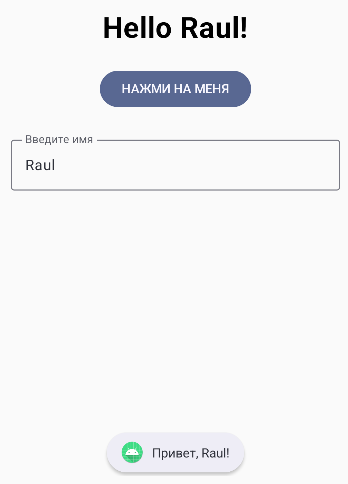 Hello Raul!
НАЖМИ НА МЕНЯ
Введите имя
Raul
Привет, Raul!